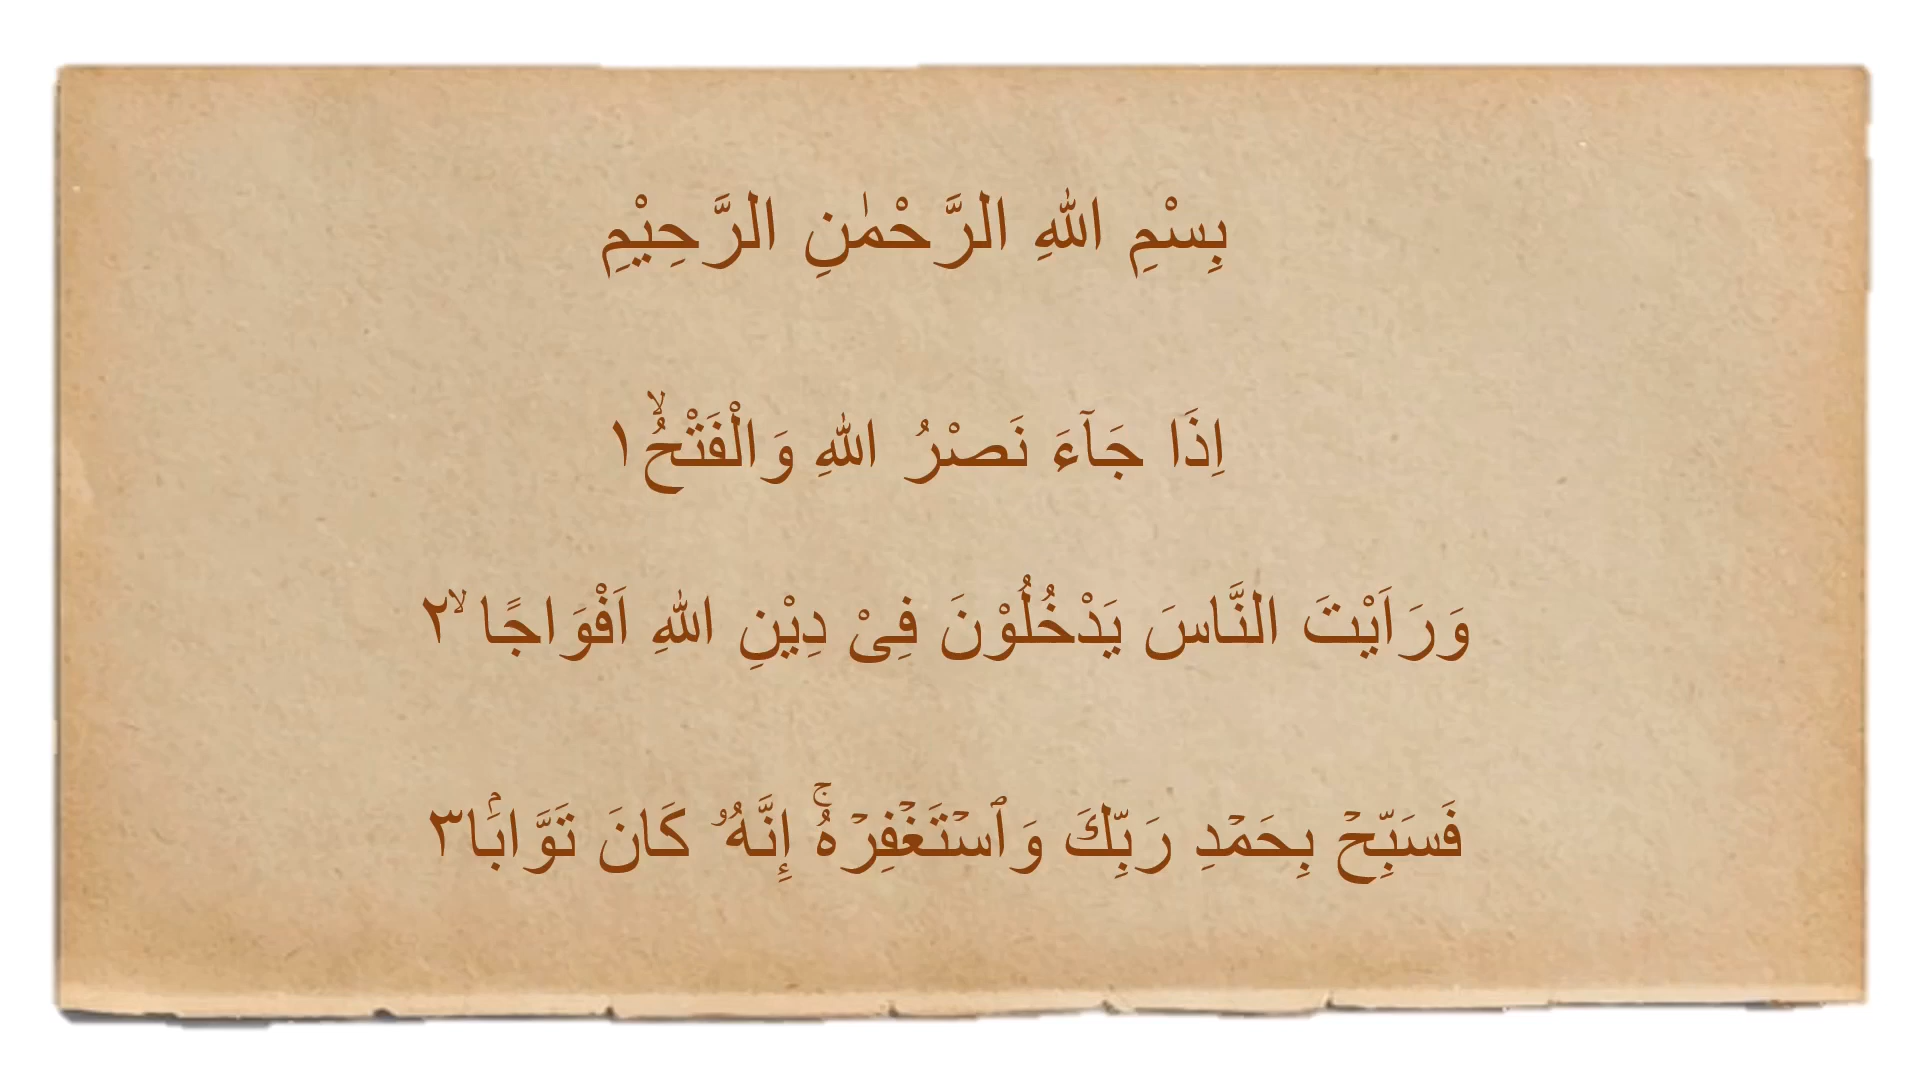 بِسْمِ اللهِ الرَّحْمٰنِ الرَّحِيْمِ
اِذَا جَآءَ نَصْرُ اللهِ وَالْفَتْحُۙ ١
وَرَاَيْتَ النَّاسَ يَدْخُلُوْنَ فِىْ دِيْنِ اللهِ اَفْوَاجًا ۙ‏ ٢
فَسَبِّحۡ بِحَمۡدِ رَبِّكَ وَٱسۡتَغۡفِرۡهُۚ إِنَّهُۥ كَانَ تَوَّابَۢا ٣